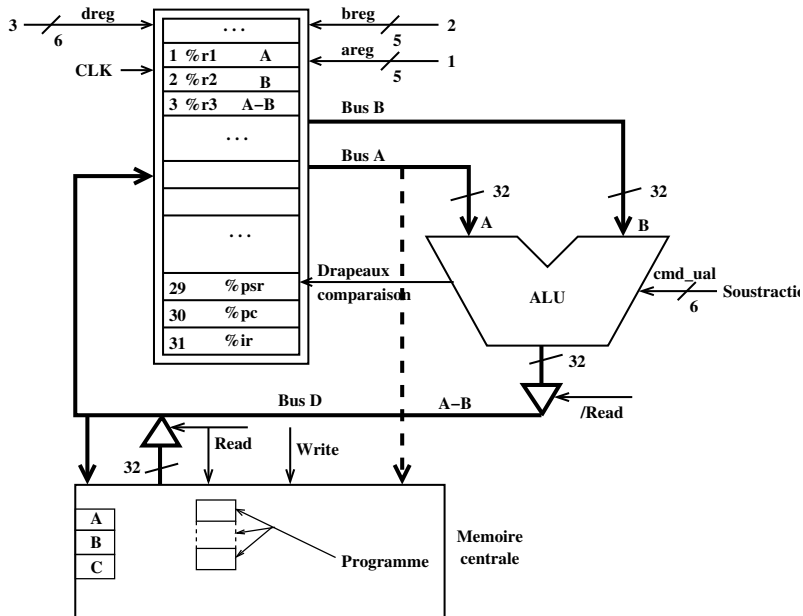 3
6
dreg
. . .
breg
5
2
areg
5
1
CLK
1 %r1 A
2 %r2 B
3 %r3 A−B
. . .
Bus B
Bus A
32
32
A
B
. . .
Drapeaux
comparaison
ALU
cmd_ual
6
Soustractio
29 %psr
30 %pc
31 %ir
32
Bus D
A−B
/Read
Read
Write
32
A
B
C
Programme
Memoire
centrale